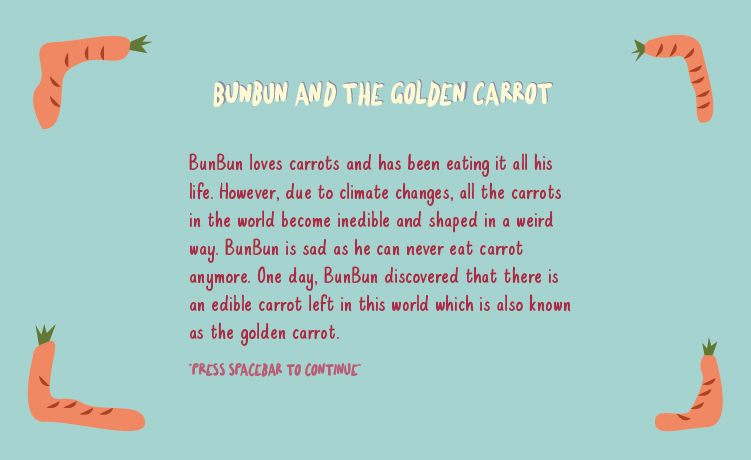 BUNBUN AND THE GOLDEN CARROT
BunBun loves carrots and has been eating it all his
life. However, due to climate changes, all the carrots
in the world become inedible and shaped in a weird
way. BunBun is sad as he can never eat carrot
anymore. One day, BunBun discovered that there is
an edible carrot left in this world which is also known
as the golden carrot.
"PRESS SPACEBAR TO CONTINUE"